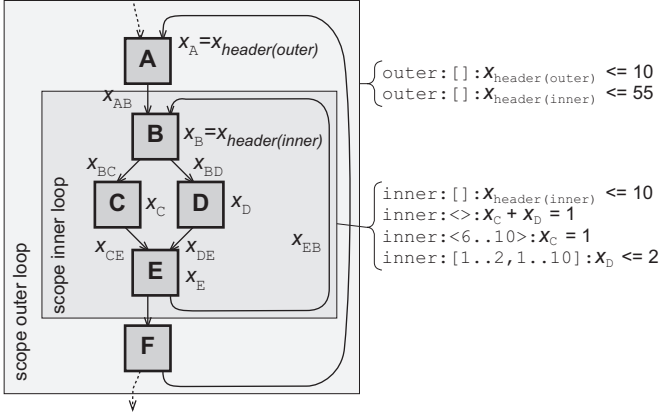 A
x_A=x_header(outer)
x_AB
B
x_B=x_header(inner)
x_BC
x_BD
C
x_C
D
x_D
x_CE
x_DE
x_EB
E
x_E
F
scope inner loop
scope outer loop
outer:[]:x_header(outer) <= 10
outer:[]:x_header(inner) <= 55
inner:[]:x_header(inner) <= 10
inner:<>:x_C + x_D = 1
inner:<6..10>:x_C = 1
inner:[1..2,1..10]:x_D <= 2